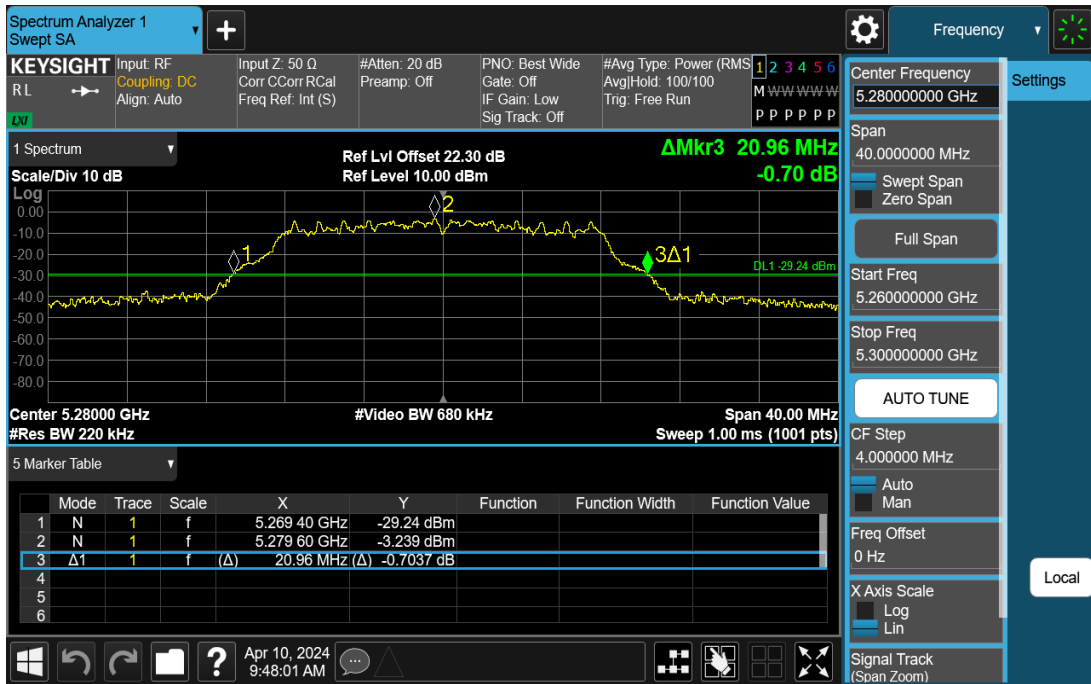 Spectrum Analyzer 1
Swept SA
+
Frequency
KEYSIGHT
R L
LXI
Input: RF
Coupling: DC
Align: Auto
Input Z: 50 Ω
Corr CCorr RCal
Freq Ref: Int (S)
#Atten: 20 dB
Preamp: Off
PNO: Best Wide
Gate: Off
IF Gain: Low
Sig Track: Off
#Avg Type: Power (RMS
Avg|Hold: 100/100
Trig: Free Run
1 2 3 4 5 6
M W W W W W
P P P P P P
1 Spectrum
Scale/Div 10 dB
Ref Lvl Offset 22.30 dB
Ref Level 10.00 dBm
ΔMkr3 20.96 MHz
-0.70 dB
Log
0.00
-10.0
-20.0
-30.0
-40.0
-50.0
-60.0
-70.0
-80.0
1
2
3Δ1
DL1 -29.24 dBm
Center 5.28000 GHz
#Video BW 680 kHz
Span 40.00 MHz
#Res BW 220 kHz
Sweep 1.00 ms (1001 pts)
5 Marker Table
Mode Trace Scale X Y Function Function Width Function Value
1 N 1 f 5.269 40 GHz -29.24 dBm
2 N 1 f 5.279 60 GHz -3.239 dBm
3 Δ1 1 f (Δ) 20.96 MHz (Δ) -0.7037 dB
4
5
6
?
Apr 10, 2024
9:48:01 AM
Center Frequency
5.280000000 GHz
Span
40.0000000 MHz
Swept Span
Zero Span
Full Span
Start Freq
5.260000000 GHz
Stop Freq
5.300000000 GHz
AUTO TUNE
CF Step
4.000000 MHz
Auto
Man
Freq Offset
0 Hz
X Axis Scale
Log
Lin
Signal Track
(Span Zoom)
Settings
Local